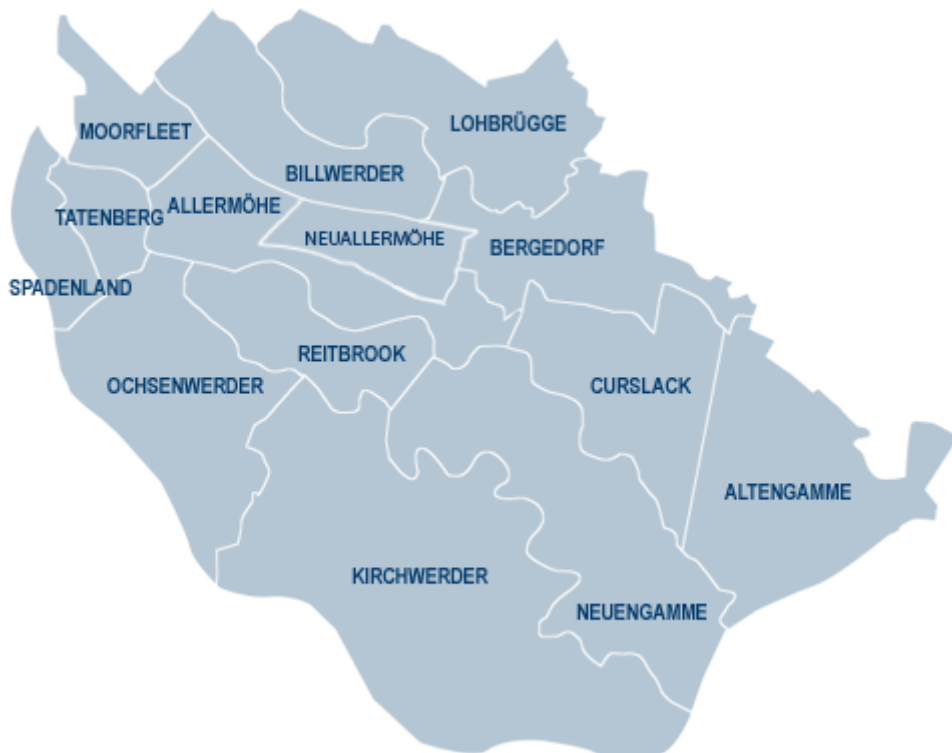 LOHBRÜGGE
MOORFLEET
BILLWERDER
ALLERMÖHE
TATENBERG
NEUALLERMÖHE
BERGEDORF
SPADENLAND
REITBROOK
OCHSENWERDER
CURSLACK
ALTENGAMME
KIRCHWERDER
NEUENGAMME